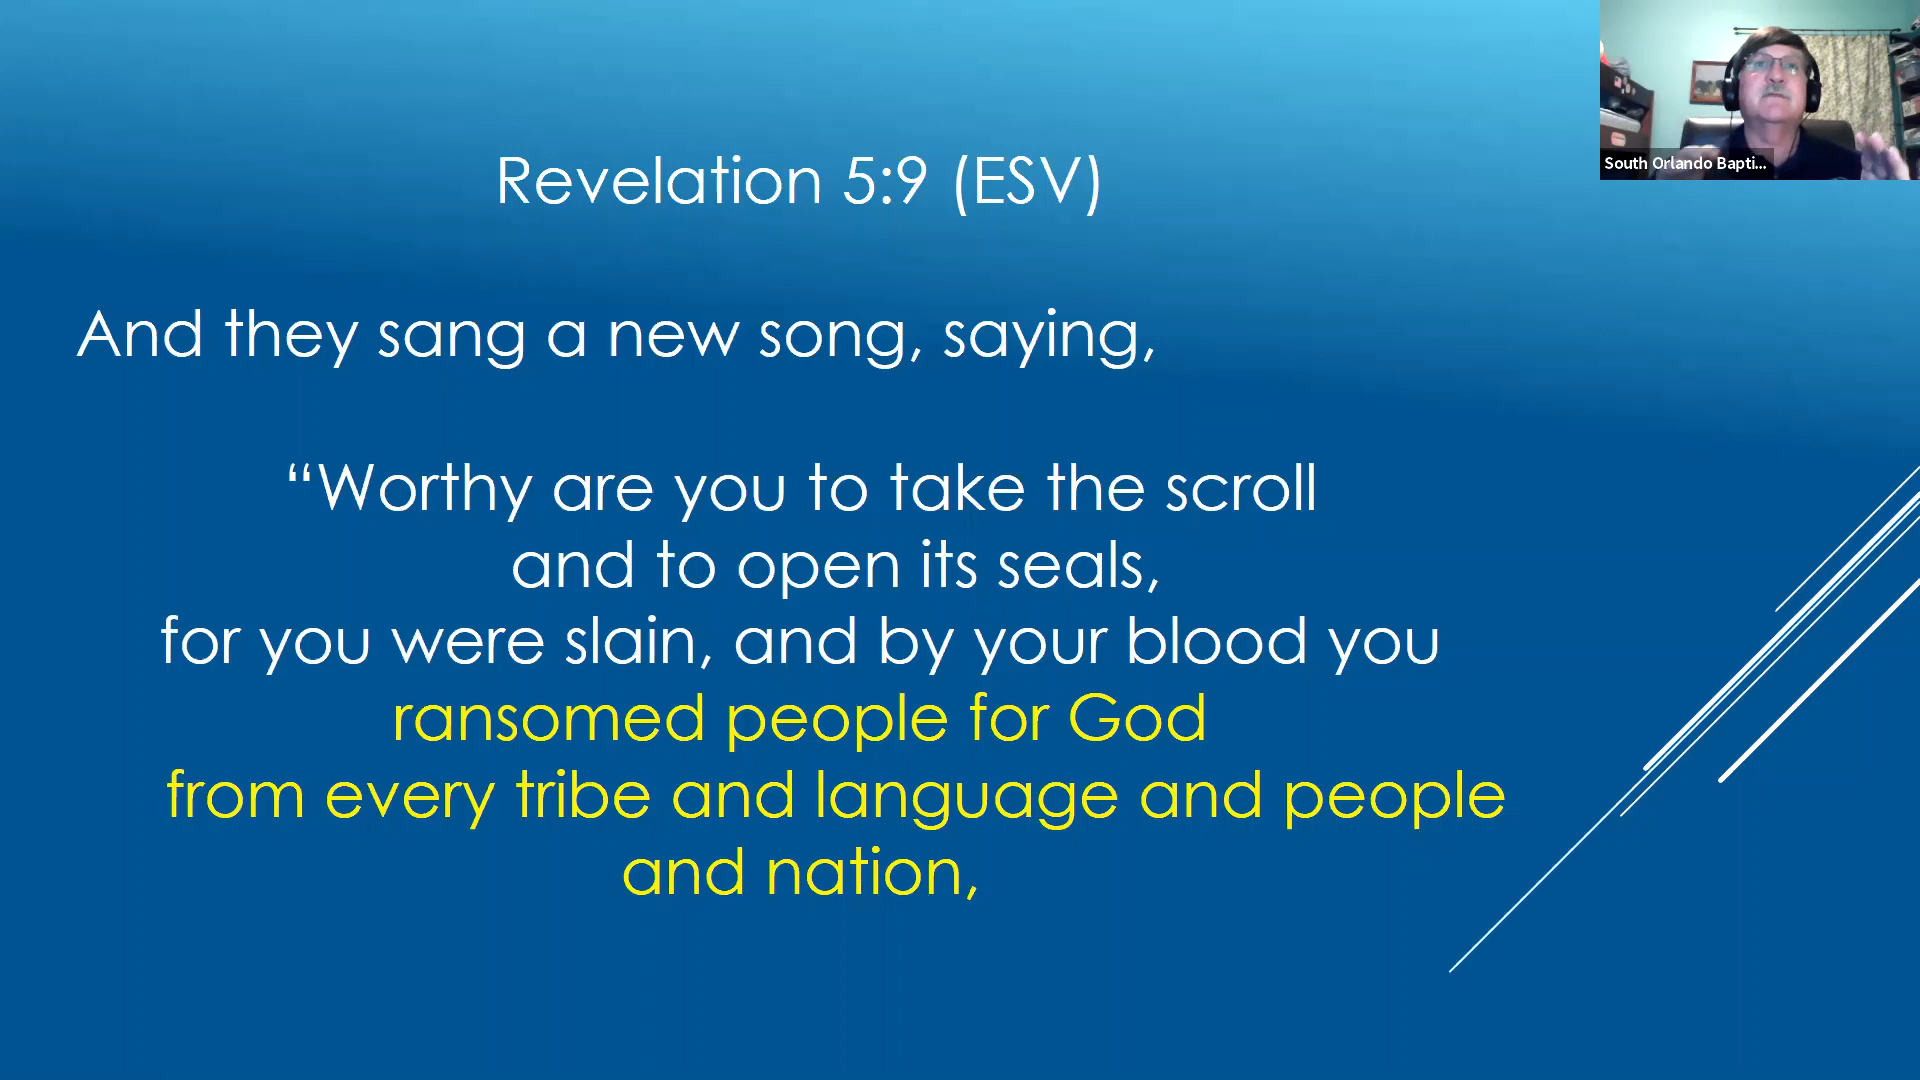 South Orlando Bapti...
Revelation 5:9 (ESV)
And they sang a new song, saying,
“Worthy are you to take the scroll
and to open its seals,
for you were slain, and by your blood you
ransomed people for God
from every tribe and language and people
and nation,